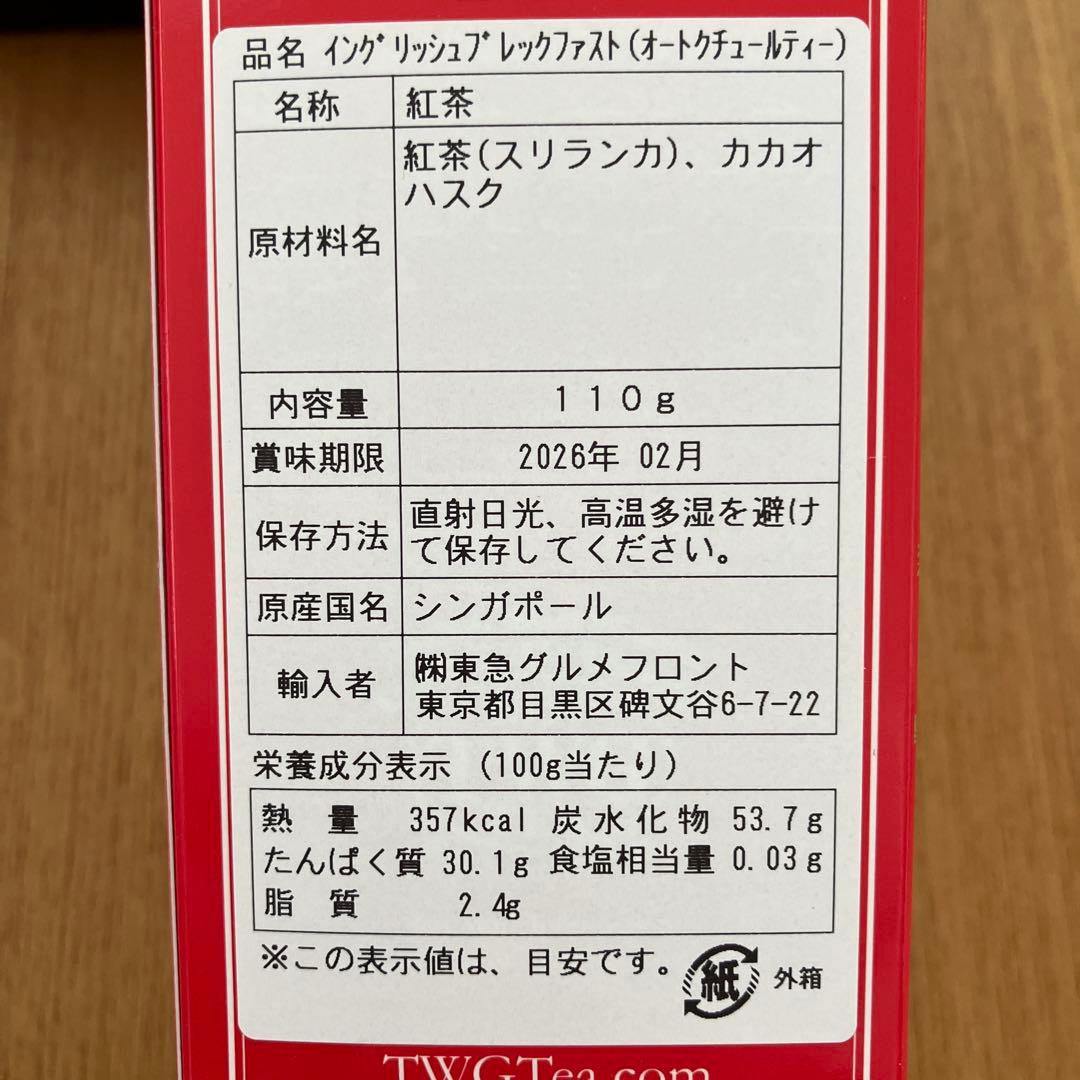 品名 ｲﾝｸﾞﾘｯｼｭﾌﾞﾚｯｸﾌｧｽﾄ(ｵｰﾄｸﾁｭｰﾙﾃｨｰ)
名称 紅茶
原材料名 紅茶(スリランカ)、カカオ
ハスク
内容量 １１０ｇ
賞味期限 2026年 02月
保存方法 直射日光、高温多湿を避け
て保存してください。
原産国名 シンガポール
輸入者 ㈱東急グルメフロント
東京都目黒区碑文谷6-7-22
栄養成分表示 (100g当たり)
熱 量 357kcal 炭水化物 53.7g
たんぱく質 30.1g 食塩相当量 0.03g
脂 質 2.4g
※この表示値は、目安です。
紙 外箱
TWGTea.com